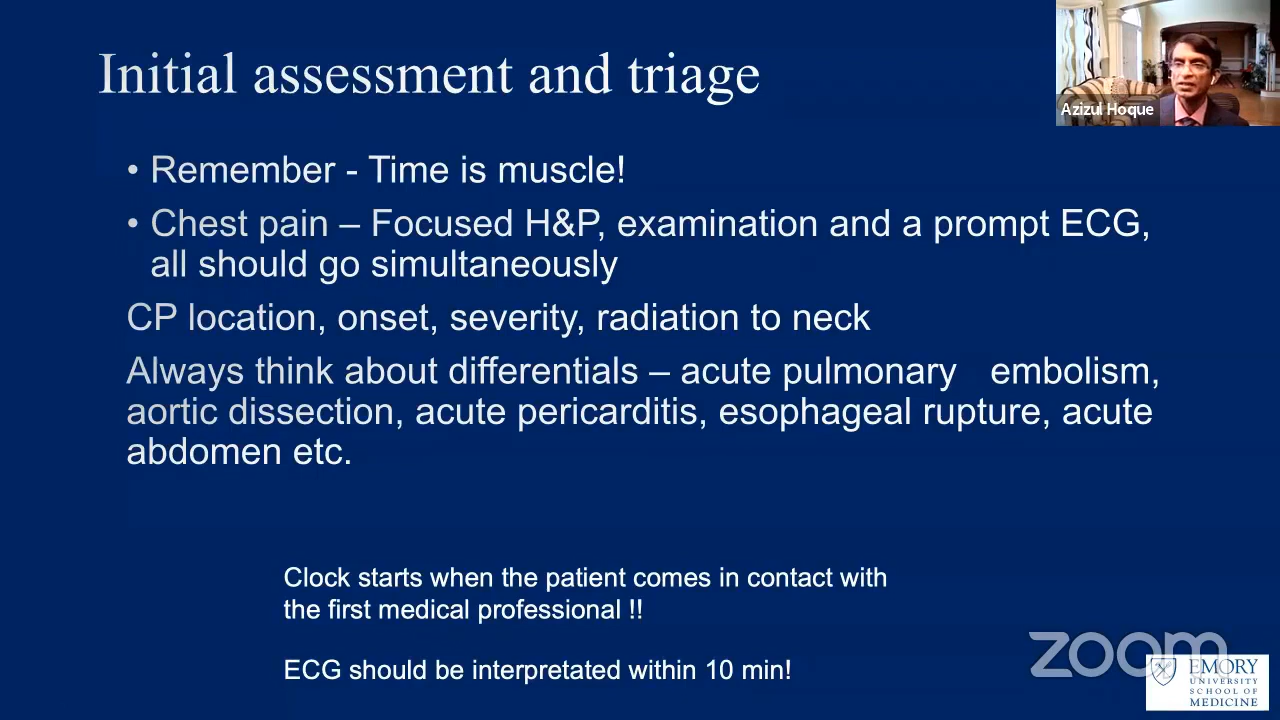 Initial assessment and triage
Azizul Hoque
• Remember - Time is muscle!
• Chest pain – Focused H&P, examination and a prompt ECG,
all should go simultaneously
CP location, onset, severity, radiation to neck
Always think about differentials – acute pulmonary embolism,
aortic dissection, acute pericarditis, esophageal rupture, acute
abdomen etc.
Clock starts when the patient comes in contact with
the first medical professional !!
ECG should be interpretated within 10 min!
zoom
EMORY
UNIVERSITY
SCHOOL OF
MEDICINE